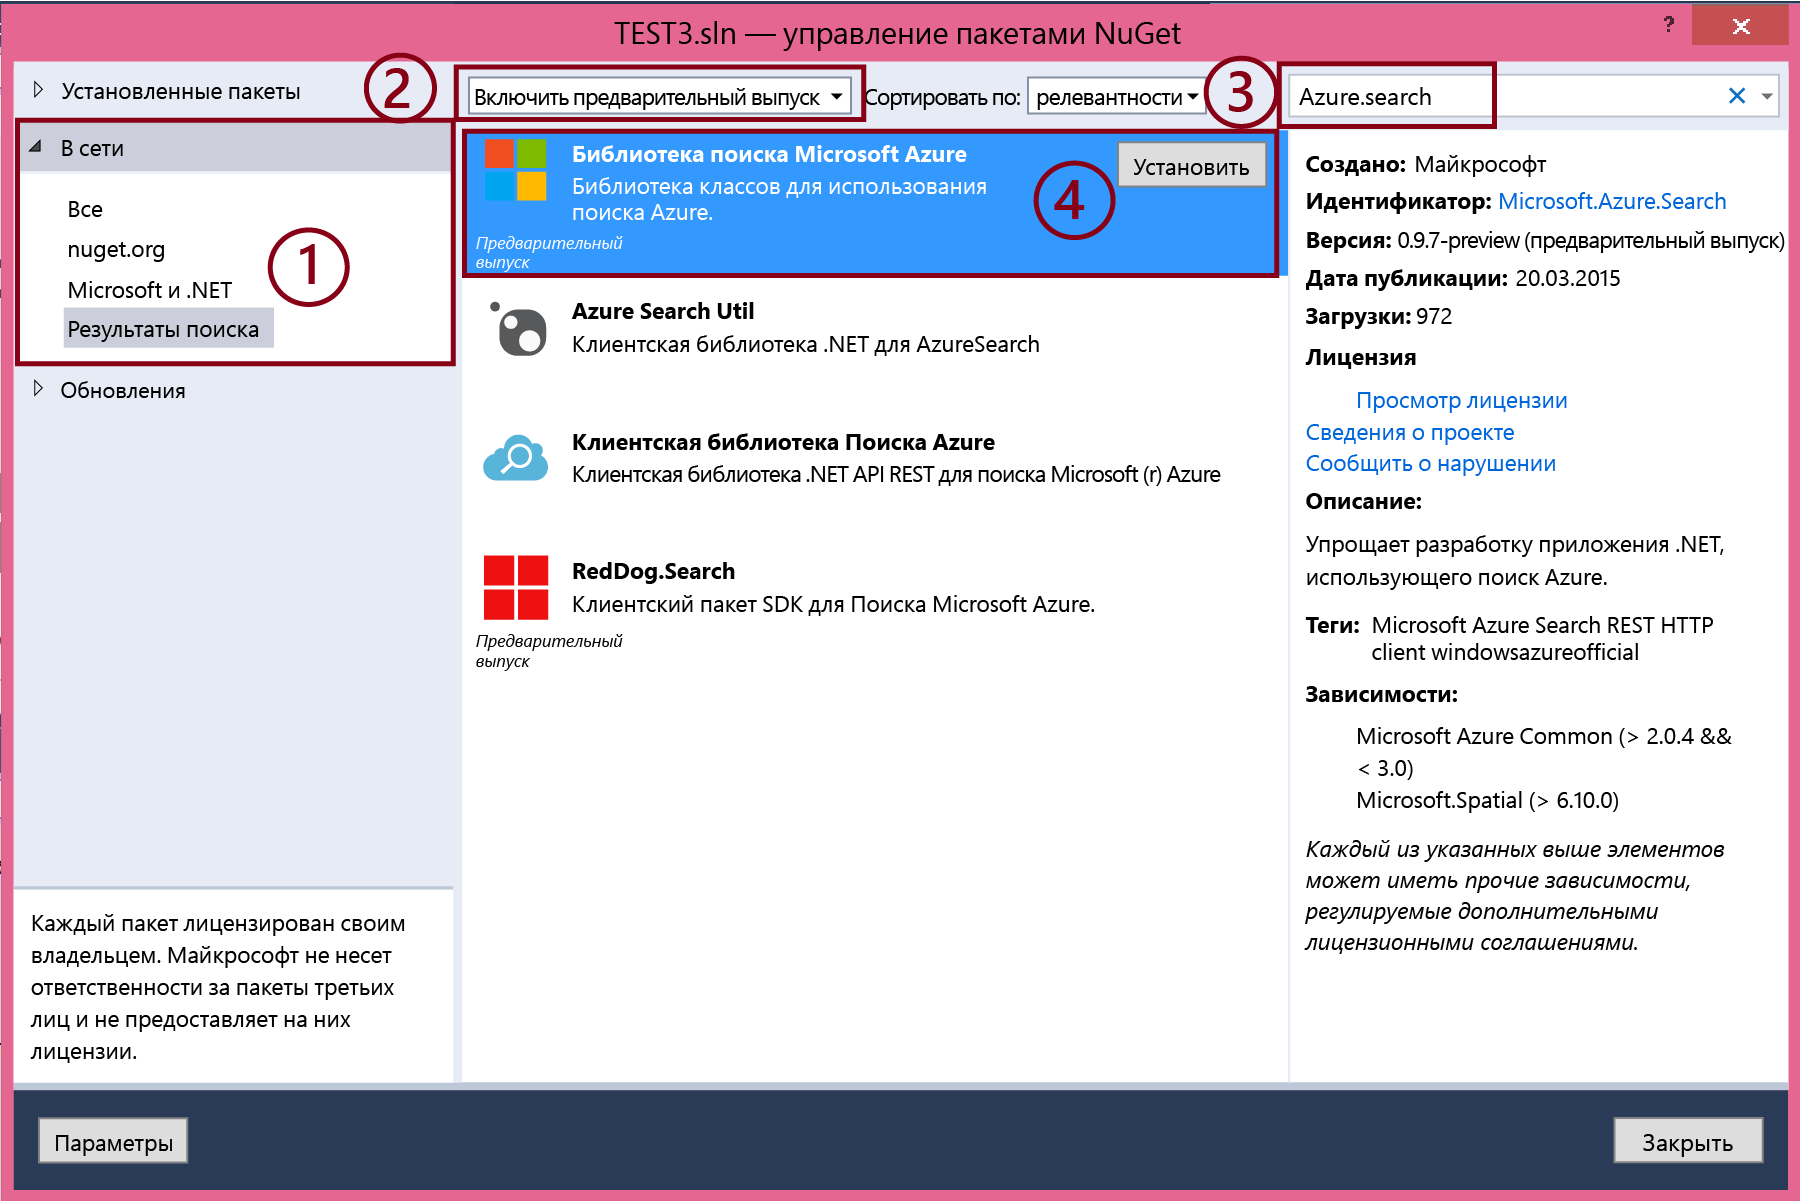 TEST3.sln — управление пакетами NuGet
?
Установленные пакеты
В сети
Все
nuget.org
Microsoft и .NET
Результаты поиска
Обновления
1
2
Включить предварительный выпуск
Сортировать по:
релевантности
3
Azure.search
Библиотека поиска Microsoft Azure
Библиотека классов для использования
поиска Azure.
Предварительный
выпуск
4
Установить
Azure Search Util
Клиентская библиотека .NET для AzureSearch
Клиентская библиотека Поиска Azure
Клиентская библиотека .NET API REST для поиска Microsoft (r) Azure
RedDog.Search
Клиентский пакет SDK для Поиска Microsoft Azure.
Предварительный
выпуск
Создано: Майкрософт
Идентификатор: Microsoft.Azure.Search
Версия: 0.9.7-preview (предварительный выпуск)
Дата публикации: 20.03.2015
Загрузки: 972
Лицензия
Просмотр лицензии
Сведения о проекте
Сообщить о нарушении
Описание:
Упрощает разработку приложения .NET,
использующего поиск Azure.
Теги: Microsoft Azure Search REST HTTP
client windowsazureofficial
Зависимости:
Microsoft Azure Common (> 2.0.4 &&
< 3.0)
Microsoft.Spatial (> 6.10.0)
Каждый из указанных выше элементов
может иметь прочие зависимости,
регулируемые дополнительными
лицензионными соглашениями.
Каждый пакет лицензирован своим
владельцем. Майкрософт не несет
ответственности за пакеты третьих
лиц и не предоставляет на них
лицензии.
Параметры
Закрыть